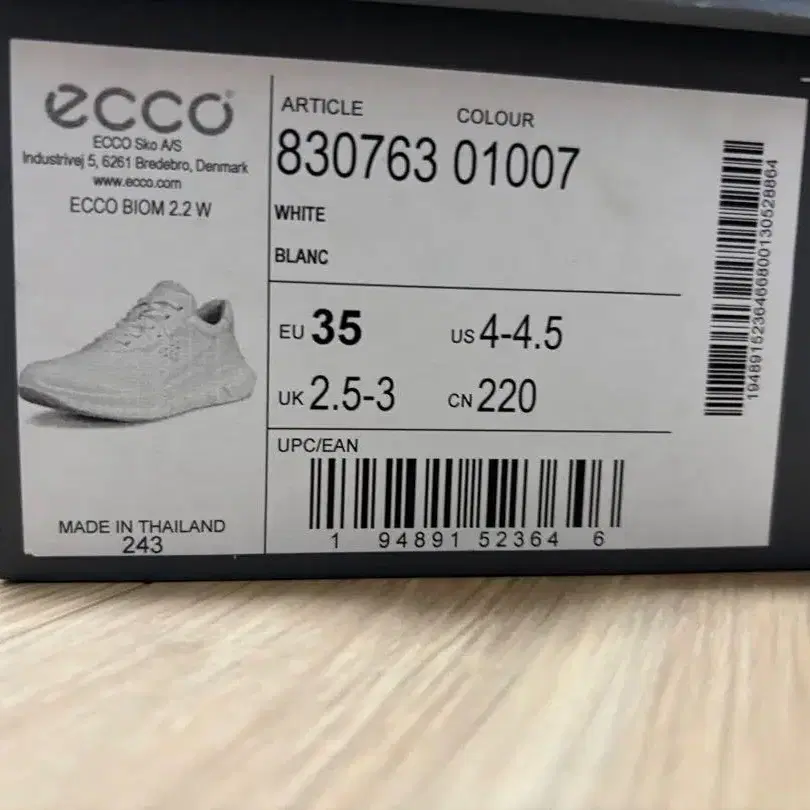 ecco
ECCO Sko A/S
Industrivej 5, 6261 Bredebro, Denmark
www.ecco.com
ECCO BIOM 2.2 W
MADE IN THAILAND
243
ARTICLE COLOUR
830763 01007
WHITE
BLANC
EU 35 US 4-4.5
UK 2.5-3 CN 220
UPC/EAN
1 94891 52364 6
1948915236466800130528864